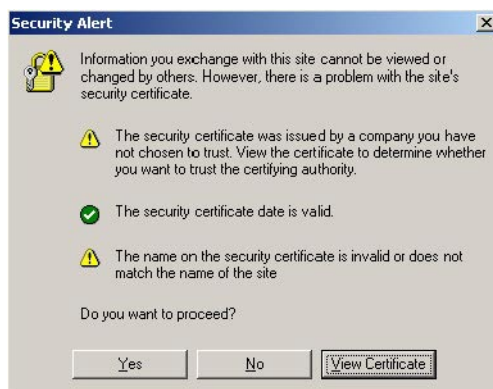 Security Alert
Information you exchange with this site cannot be viewed or
changed by others. However, there is a problem with the site's
security certificate.
The security certificate was issued by a company you have
not chosen to trust. View the certificate to determine whether
you want to trust the certifying authority.
The security certificate date is valid.
The name on the security certificate is invalid or does not
match the name of the site
Do you want to proceed?
Yes No View Certificate